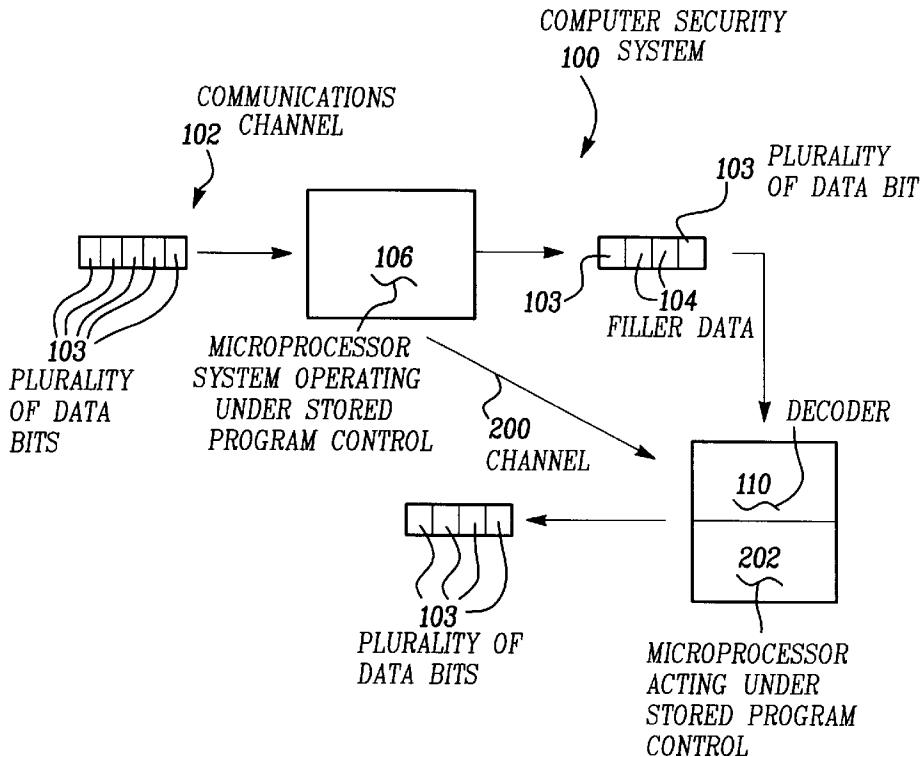 COMPUTER SECURITY
100 SYSTEM
COMMUNICATIONS
102 CHANNEL
103 PLURALITY
OF DATA BIT
106
103
104
FILLER DATA
103
PLURALITY
OF DATA
BITS
MICROPROCESSOR
SYSTEM OPERATING
UNDER STORED
PROGRAM CONTROL
200
CHANNEL
DECODER
110
202
103
PLURALITY OF
DATA BITS
MICROPROCESSOR
ACTING UNDER
STORED PROGRAM
CONTROL